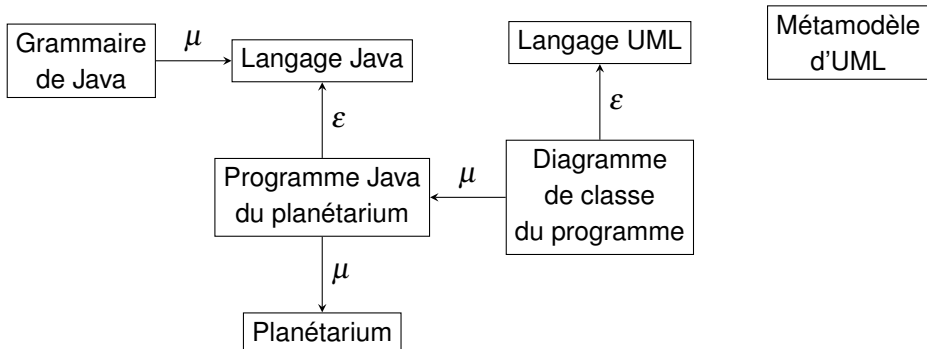 Grammaire
de Java
μ
Langage Java
Langage UML
Métamodèle
d'UML
ε
ε
Programme Java
du planétarium
μ
Diagramme
de classe
du programme
μ
Planétarium